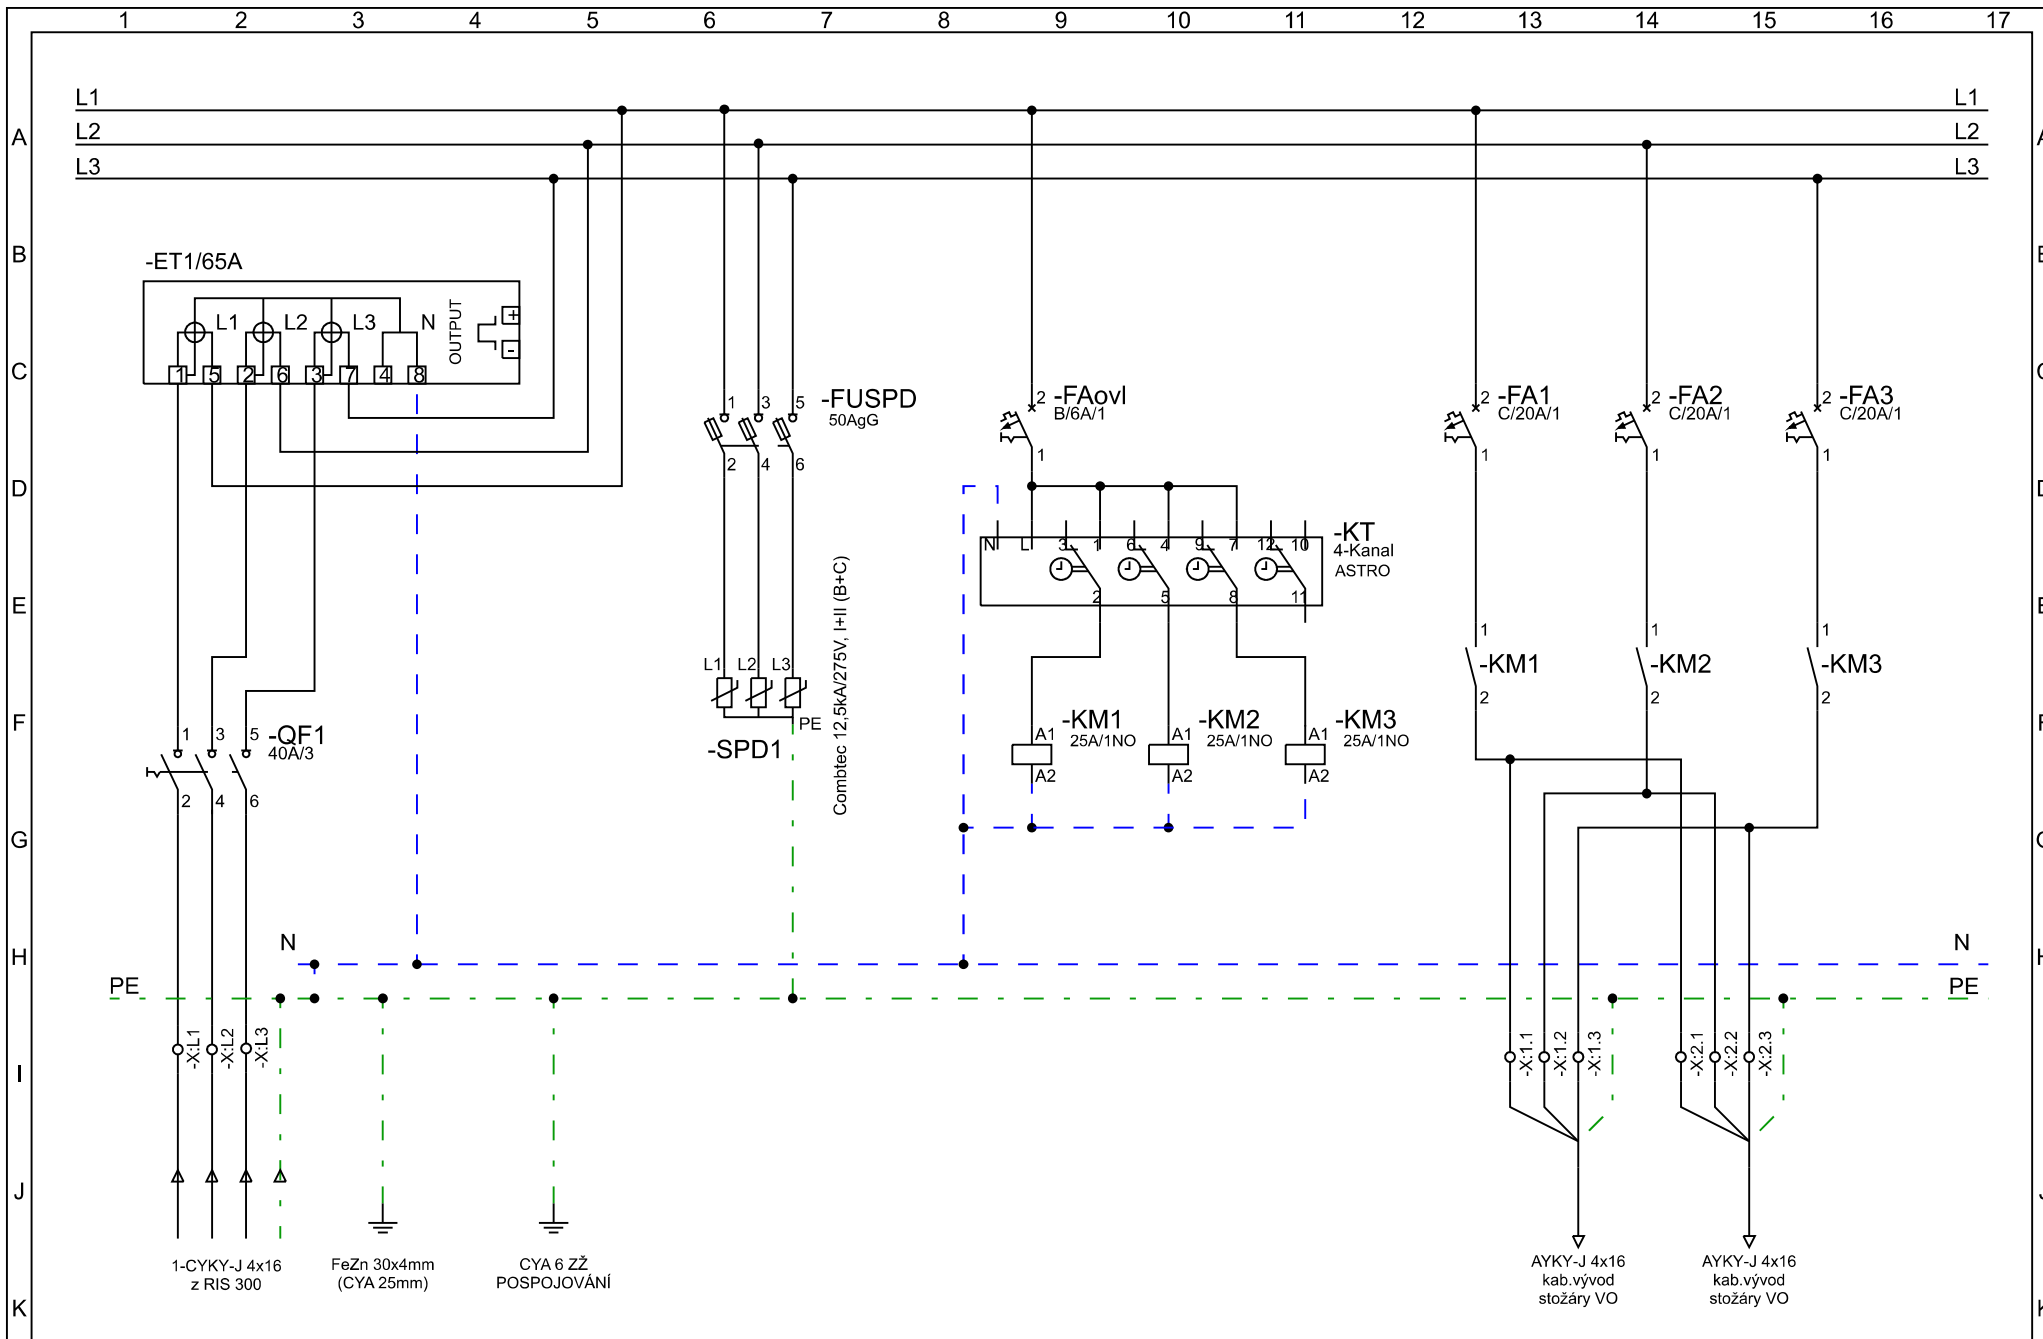 1 2 3 4 5 6 7 8 9 10 11 12 13 14 15 16 17
L1 L1
A
L2 L2
L3 L3
B
-ET1/65A
L1 L2 L3 N OUTPUT + -
C
1 5 2 6 3 7 4 8
1 3 5 -FUSPD
50AgG
2 4 6
2 -FAovl
B/6A/1
1
2 -FA1
C/20A/1
1
2 -FA2
C/20A/1
1
2 -FA3
C/20A/1
1
D
N L 3 1 6 4 9 7 12 10
-KT
4-Kanal
ASTRO
2 5 8 11
E
Combtec 12,5kA/275V, I+II (B+C)
L1 L2 L3
PE
-SPD1
1
-KM1
2
1
-KM2
2
1
-KM3
2
F
1 3 5 -QF1
40A/3
2 4 6
A1 -KM1
25A/1NO
A2
A1 -KM2
25A/1NO
A2
A1 -KM3
25A/1NO
A2
G
H
N N
PE PE
-X:L1 -X:L2 -X:L3
-X:1.1 -X:1.2 -X:1.3
-X:2.1 -X:2.2 -X:2.3
I
J
1-CYKY-J 4x16
z RIS 300
FeZn 30x4mm
(CYA 25mm)
CYA 6 ZŽ
POSPOJOVÁNÍ
AYKY-J 4x16
kab.vývod
stožáry VO
AYKY-J 4x16
kab.vývod
stožáry VO
K